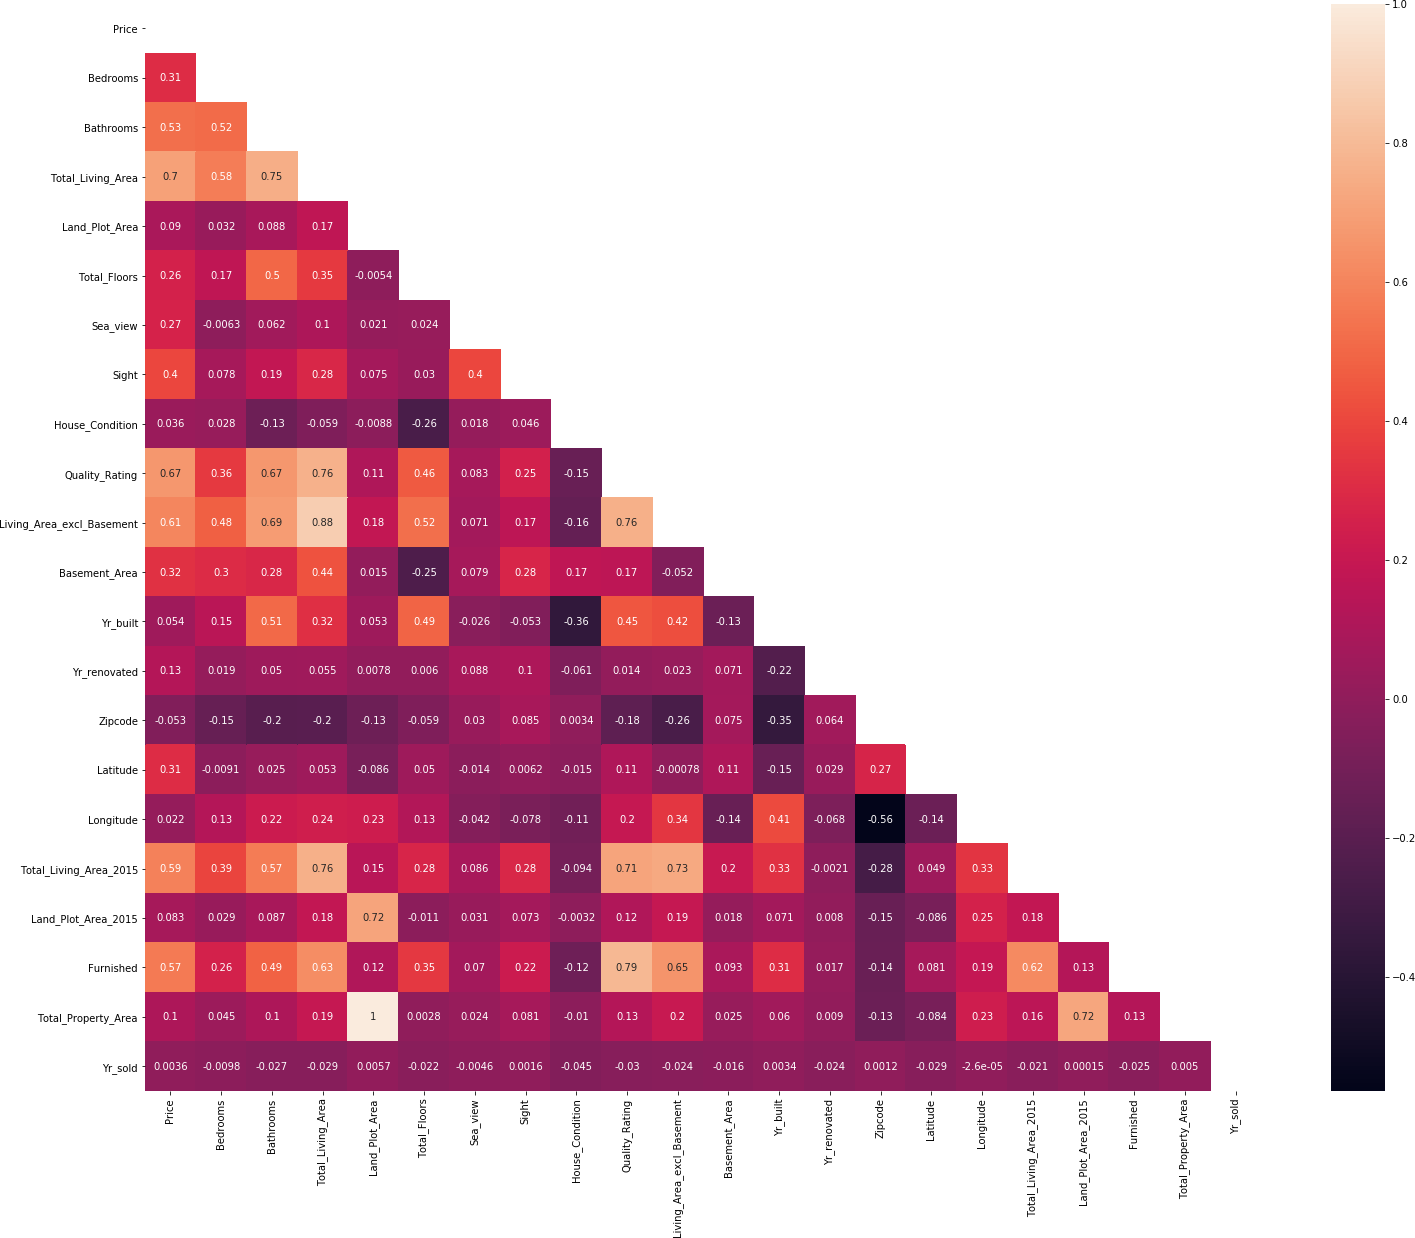 Price
Bedrooms 0.31
Bathrooms 0.53 0.52
Total_Living_Area 0.7 0.58 0.75
Land_Plot_Area 0.09 0.032 0.088 0.17
Total_Floors 0.26 0.17 0.5 0.35 -0.0054
Sea_view 0.27 -0.0063 0.062 0.1 0.021 0.024
Sight 0.4 0.078 0.19 0.28 0.075 0.03 0.4
House_Condition 0.036 0.028 -0.13 -0.059 -0.0088 -0.26 0.018 0.046
Quality_Rating 0.67 0.36 0.67 0.76 0.11 0.46 0.083 0.25 -0.15
Living_Area_excl_Basement 0.61 0.48 0.69 0.88 0.18 0.52 0.071 0.17 -0.16 0.76
Basement_Area 0.32 0.3 0.28 0.44 0.015 -0.25 0.079 0.28 0.17 0.17 -0.052
Yr_built 0.054 0.15 0.51 0.32 0.053 0.49 -0.026 -0.053 -0.36 0.45 0.42 -0.13
Yr_renovated 0.13 0.019 0.05 0.055 0.0078 0.006 0.088 0.1 -0.061 0.014 0.023 0.071 -0.22
Zipcode -0.053 -0.15 -0.2 -0.2 -0.13 -0.059 0.03 0.085 0.0034 -0.18 -0.26 0.075 -0.35 0.064
Latitude 0.31 -0.0091 0.025 0.053 -0.086 0.05 -0.014 0.0062 -0.015 0.11 -0.00078 0.11 -0.15 0.029 0.27
Longitude 0.022 0.13 0.22 0.24 0.23 0.13 -0.042 -0.078 -0.11 0.2 0.34 -0.14 0.41 -0.068 -0.56 -0.14
Total_Living_Area_2015 0.59 0.39 0.57 0.76 0.15 0.28 0.086 0.28 -0.094 0.71 0.73 0.2 0.33 -0.0021 -0.28 0.049 0.33
Land_Plot_Area_2015 0.083 0.029 0.087 0.18 0.72 -0.011 0.031 0.073 -0.0032 0.12 0.19 0.018 0.071 0.008 -0.15 -0.086 0.25 0.18
Furnished 0.57 0.26 0.49 0.63 0.12 0.35 0.07 0.22 -0.12 0.79 0.65 0.093 0.31 0.017 -0.14 0.081 0.19 0.62 0.13
Total_Property_Area 0.1 0.045 0.1 0.19 1 0.0028 0.024 0.081 -0.01 0.13 0.2 0.025 0.06 0.009 -0.13 -0.084 0.23 0.16 0.72 0.13
Yr_sold 0.0036 -0.0098 -0.027 -0.029 0.0057 -0.022 -0.0046 0.0016 -0.045 -0.03 -0.024 -0.016 0.0034 -0.024 0.0012 -0.029 -2.6e-05 -0.021 0.00015 -0.025 0.005
Price
Bedrooms
Bathrooms
Total_Living_Area
Land_Plot_Area
Total_Floors
Sea_view
Sight
House_Condition
Quality_Rating
Living_Area_excl_Basement
Basement_Area
Yr_built
Yr_renovated
Zipcode
Latitude
Longitude
Total_Living_Area_2015
Land_Plot_Area_2015
Furnished
Total_Property_Area
Yr_sold
1.0
0.8
0.6
0.4
0.2
0.0
−0.2
−0.4